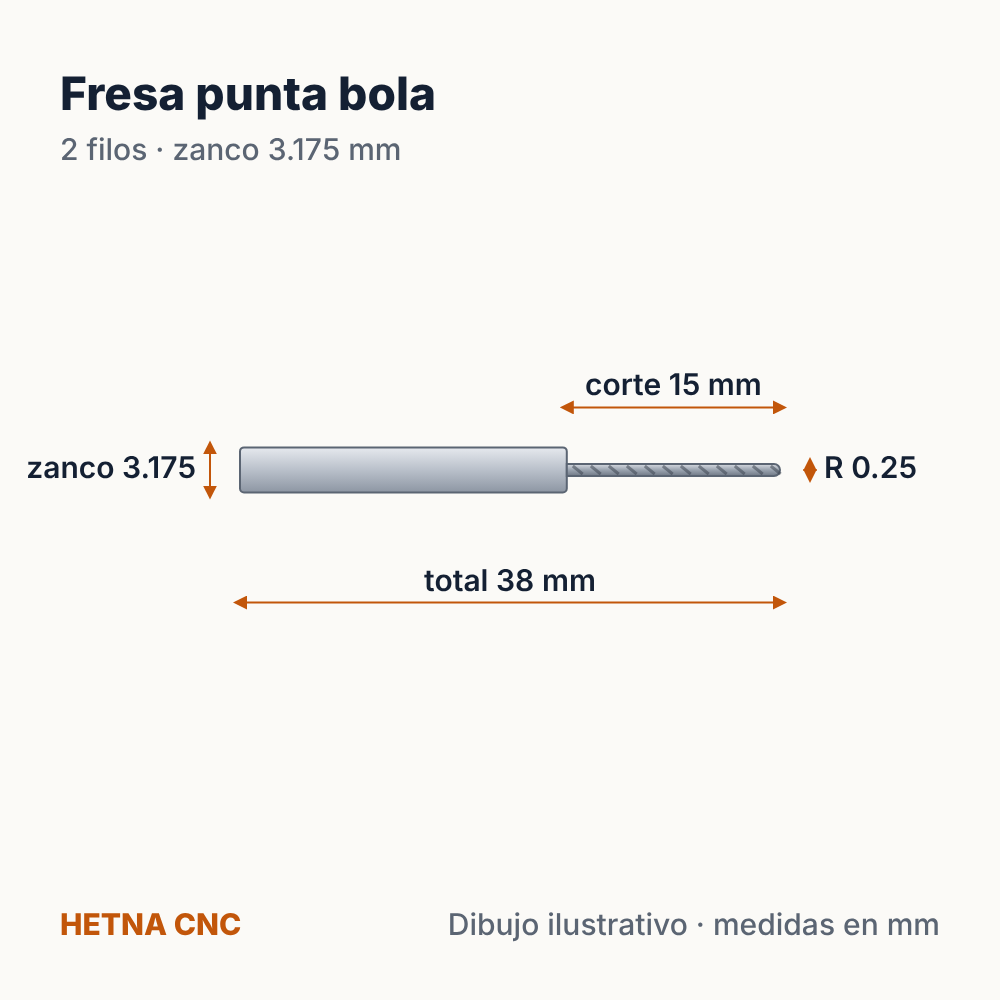 Fresa punta bola
2 filos · zanco 3.175 mm
corte 15 mm
zanco 3.175
R 0.25
total 38 mm
HETNA CNC
Dibujo ilustrativo · medidas en mm